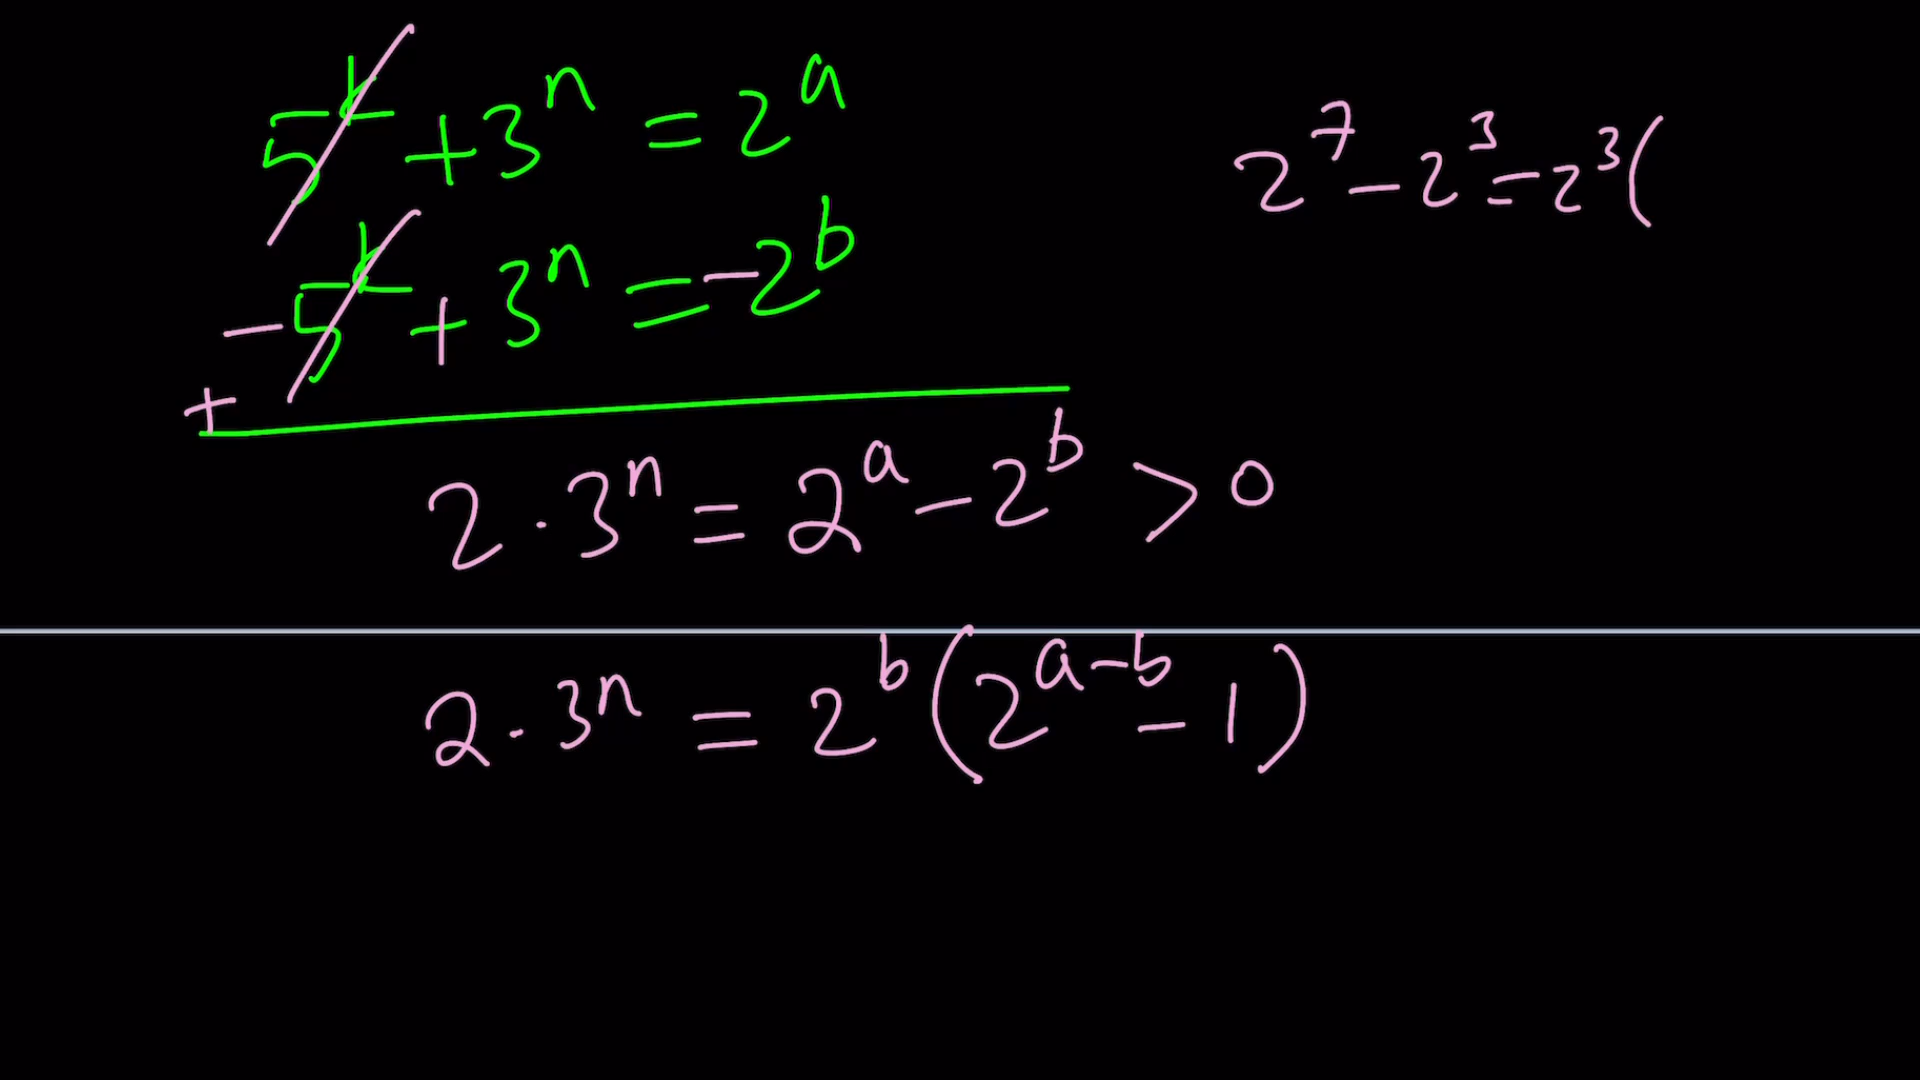 5^t + 3^n = 2^a
2^7 - 2^3 = 2^3(
-5^t + 3^n = -2^b
+
2 · 3^n = 2^a - 2^b > 0
2 · 3^n = 2^b(2^{a-b} - 1)